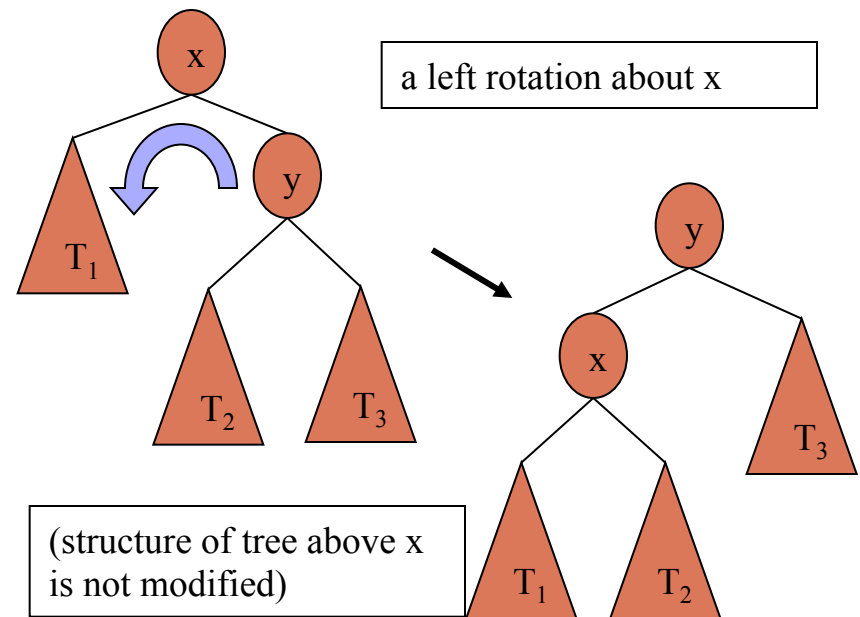 x
a left rotation about x
y
T₁
y
x
T₂
T₃
T₃
(structure of tree above x
is not modified)
T₁
T₂